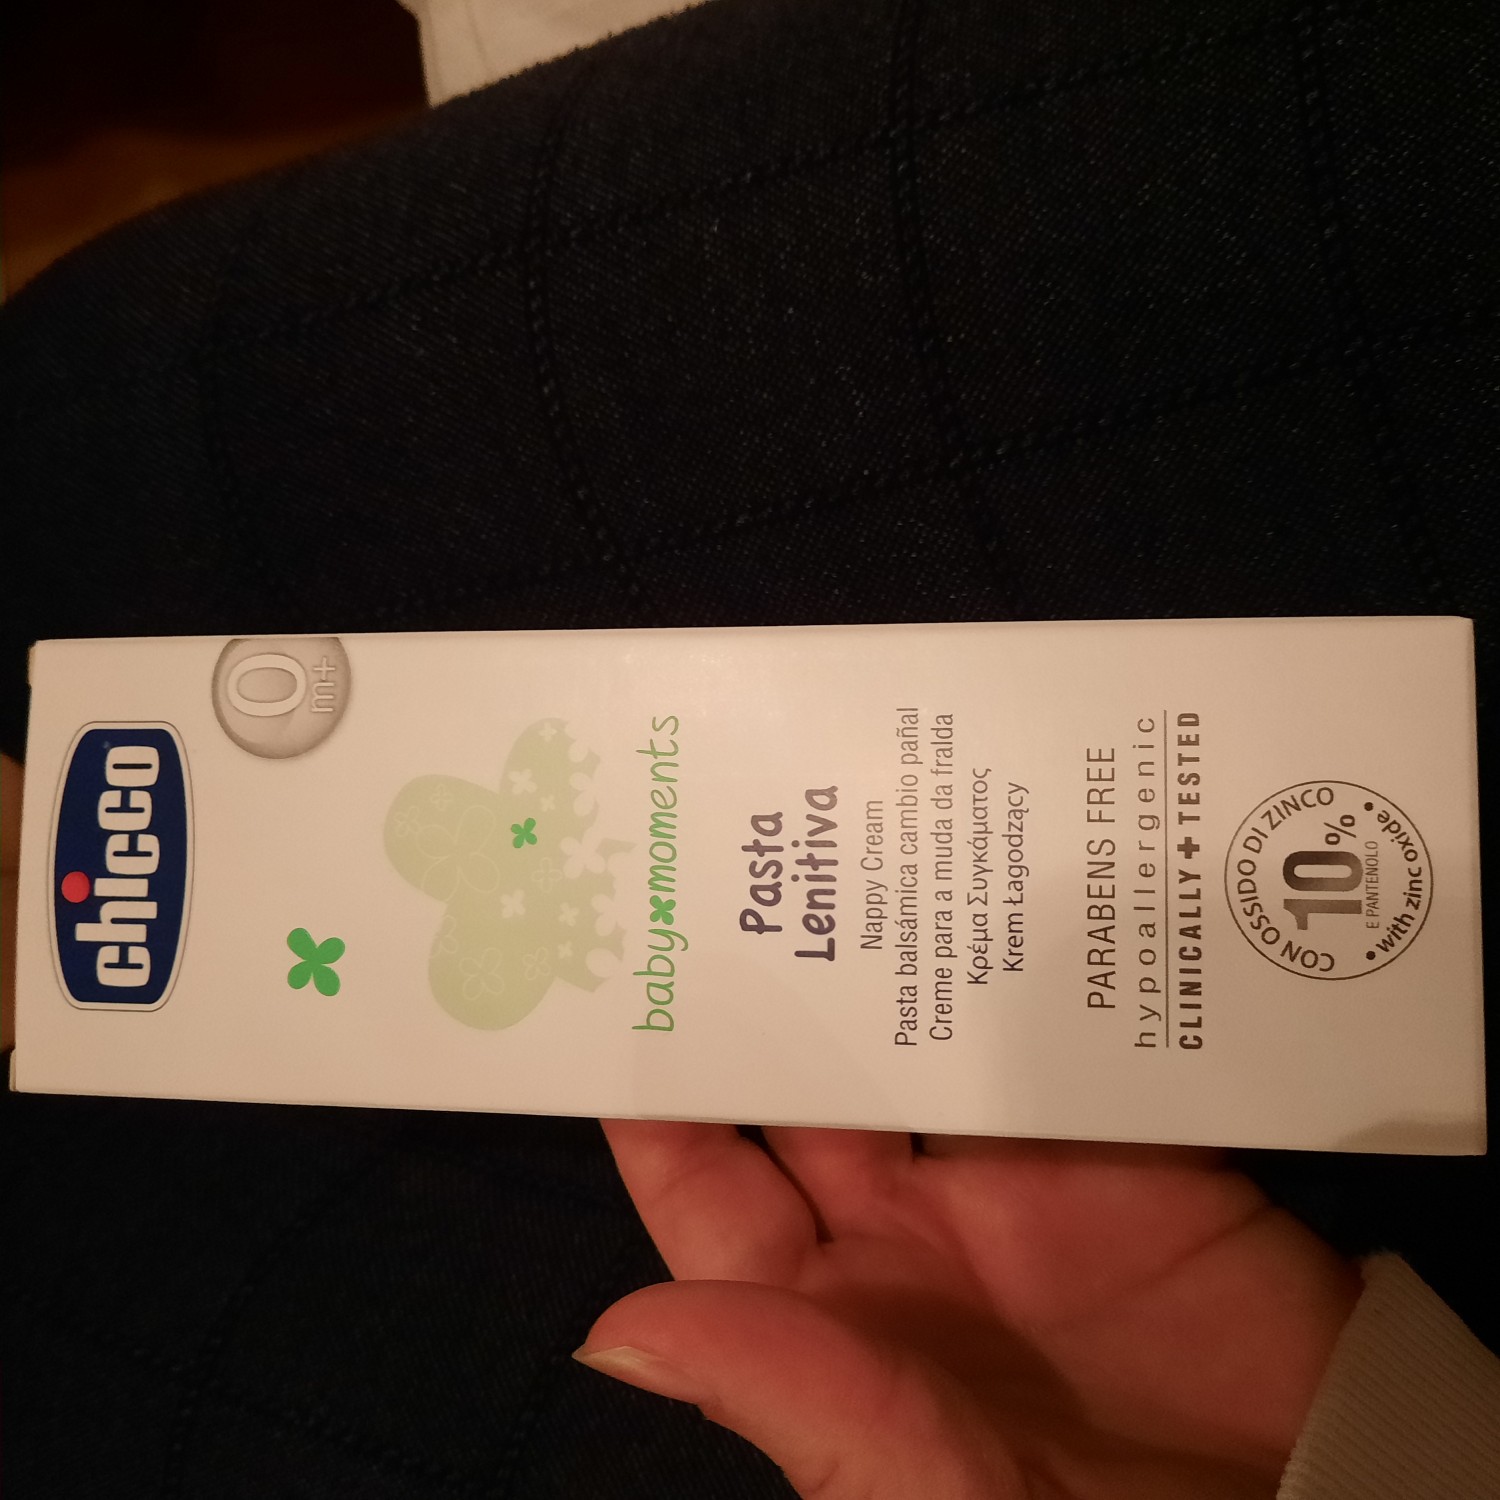 chicco
0
m+
baby moments
Pasta
Lenitiva
Nappy Cream
Pasta balsámica cambio pañal
Creme para a muda da fralda
Κρέμα Συγκάματος
Krem Łagodzący
PARABENS FREE
hypoallergenic
CLINICALLY + TESTED
CON OSSIDO DI ZINCO
10%
E PANTENOLO
• with zinc oxide •